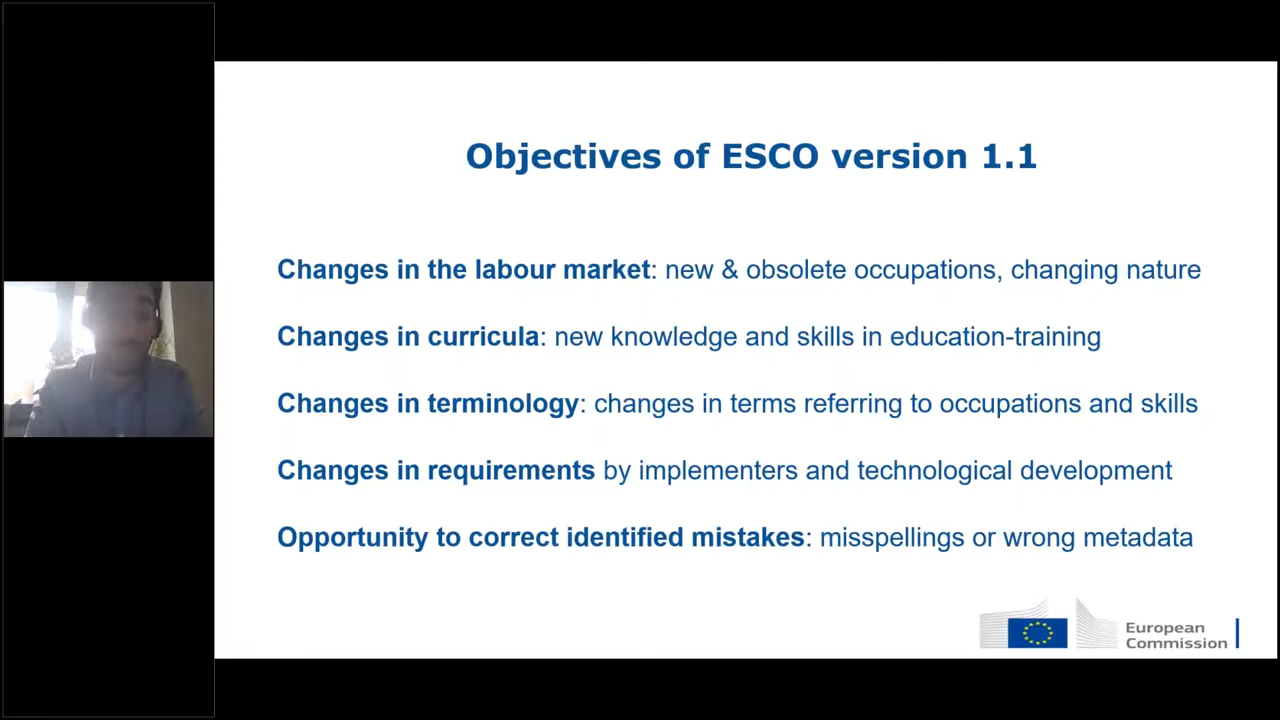 Objectives of ESCO version 1.1
Changes in the labour market: new & obsolete occupations, changing nature
Changes in curricula: new knowledge and skills in education-training
Changes in terminology: changes in terms referring to occupations and skills
Changes in requirements by implementers and technological development
Opportunity to correct identified mistakes: misspellings or wrong metadata
European
Commission